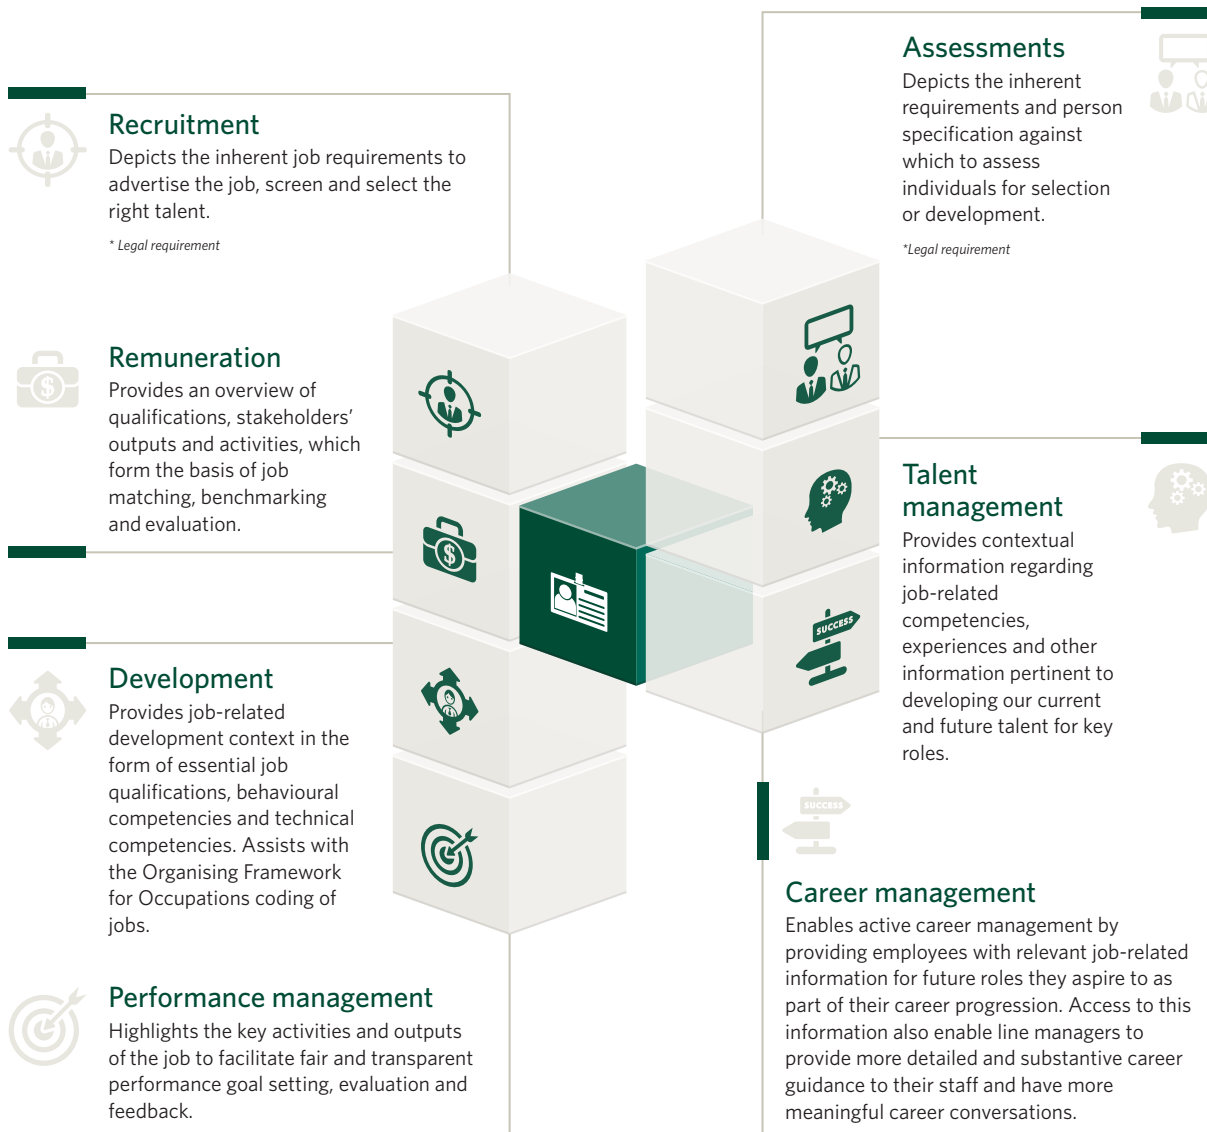 Recruitment
Depicts the inherent job requirements to
advertise the job, screen and select the
right talent.
* Legal requirement
Remuneration
Provides an overview of
qualifications, stakeholders’
outputs and activities, which
form the basis of job
matching, benchmarking
and evaluation.
Development
Provides job-related
development context in the
form of essential job
qualifications, behavioural
competencies and technical
competencies. Assists with
the Organising Framework
for Occupations coding of
jobs.
Performance management
Highlights the key activities and outputs
of the job to facilitate fair and transparent
performance goal setting, evaluation and
feedback.
$
$
SUCCESS
Assessments
Depicts the inherent
requirements and person
specification against
which to assess
individuals for selection
or development.
*Legal requirement
Talent
management
Provides contextual
information regarding
job-related
competencies,
experiences and other
information pertinent to
developing our current
and future talent for key
roles.
SUCCESS
Career management
Enables active career management by
providing employees with relevant job-related
information for future roles they aspire to as
part of their career progression. Access to this
information also enable line managers to
provide more detailed and substantive career
guidance to their staff and have more
meaningful career conversations.